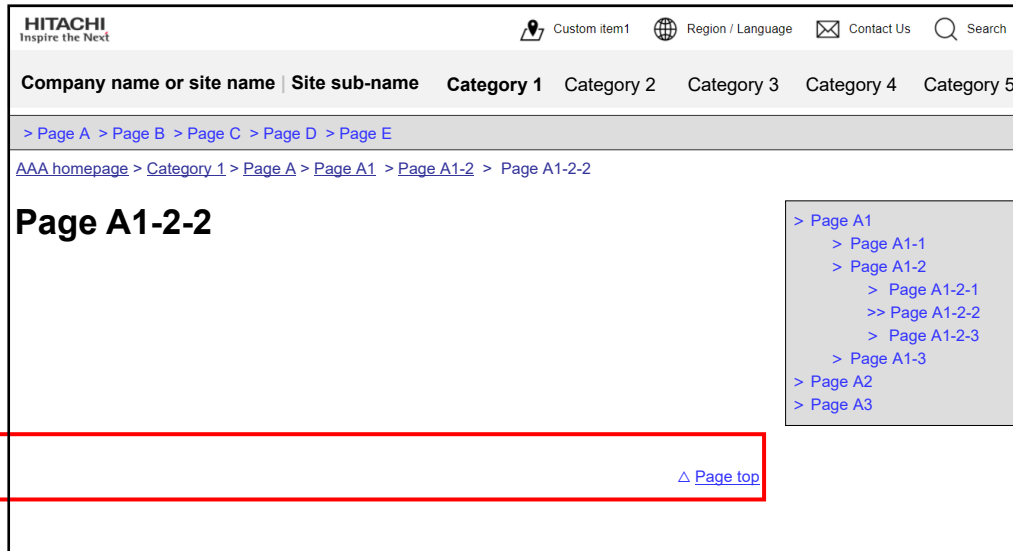 HITACHI
Inspire the Next
Custom item1 Region / Language Contact Us Search
Company name or site name | Site sub-name Category 1 Category 2 Category 3 Category 4 Category 5
> Page A > Page B > Page C > Page D > Page E
AAA homepage > Category 1 > Page A > Page A1 > Page A1-2 > Page A1-2-2
Page A1-2-2
> Page A1
> Page A1-1
> Page A1-2
> Page A1-2-1
>> Page A1-2-2
> Page A1-2-3
> Page A1-3
> Page A2
> Page A3
△ Page top